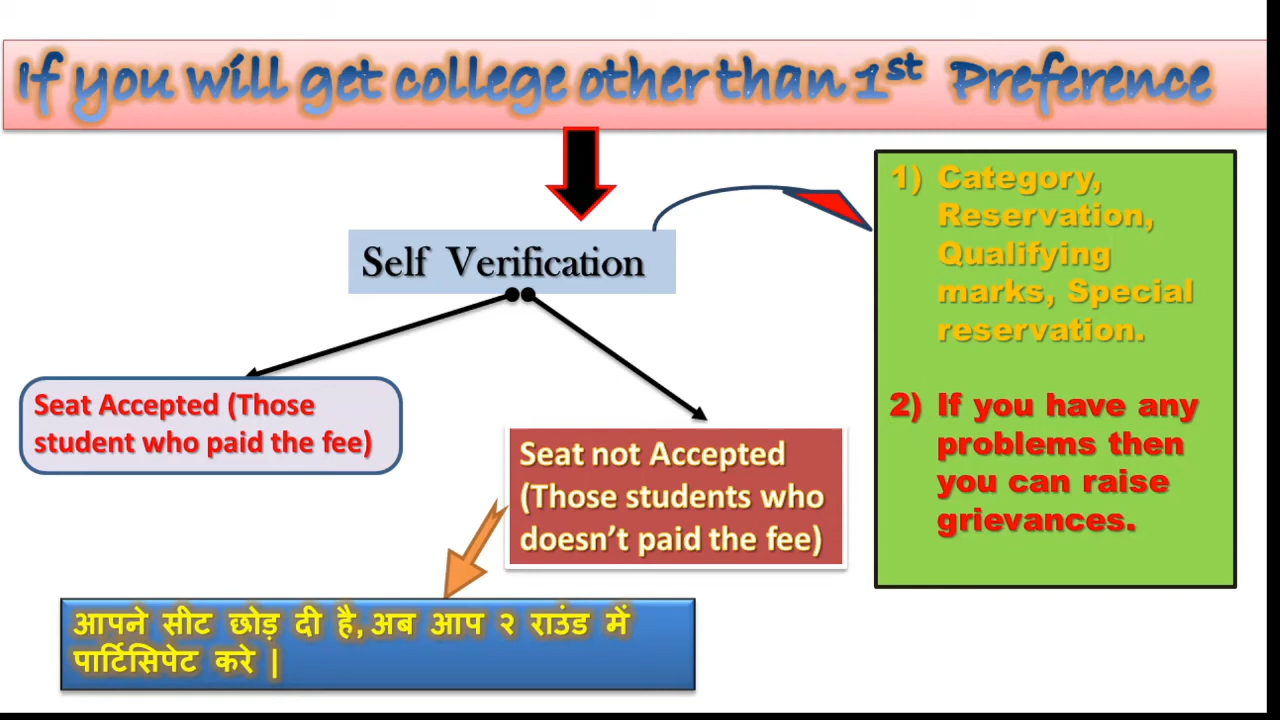 If you will get college other than 1st Preference
Self Verification
1) Category,
Reservation,
Qualifying
marks, Special
reservation.
2) If you have any
problems then
you can raise
grievances.
Seat Accepted (Those
student who paid the fee)
Seat not Accepted
(Those students who
doesn't paid the fee)
आपने सीट छोड़ दी है, अब आप २ राउंड में
पार्टिसिपेट करे |